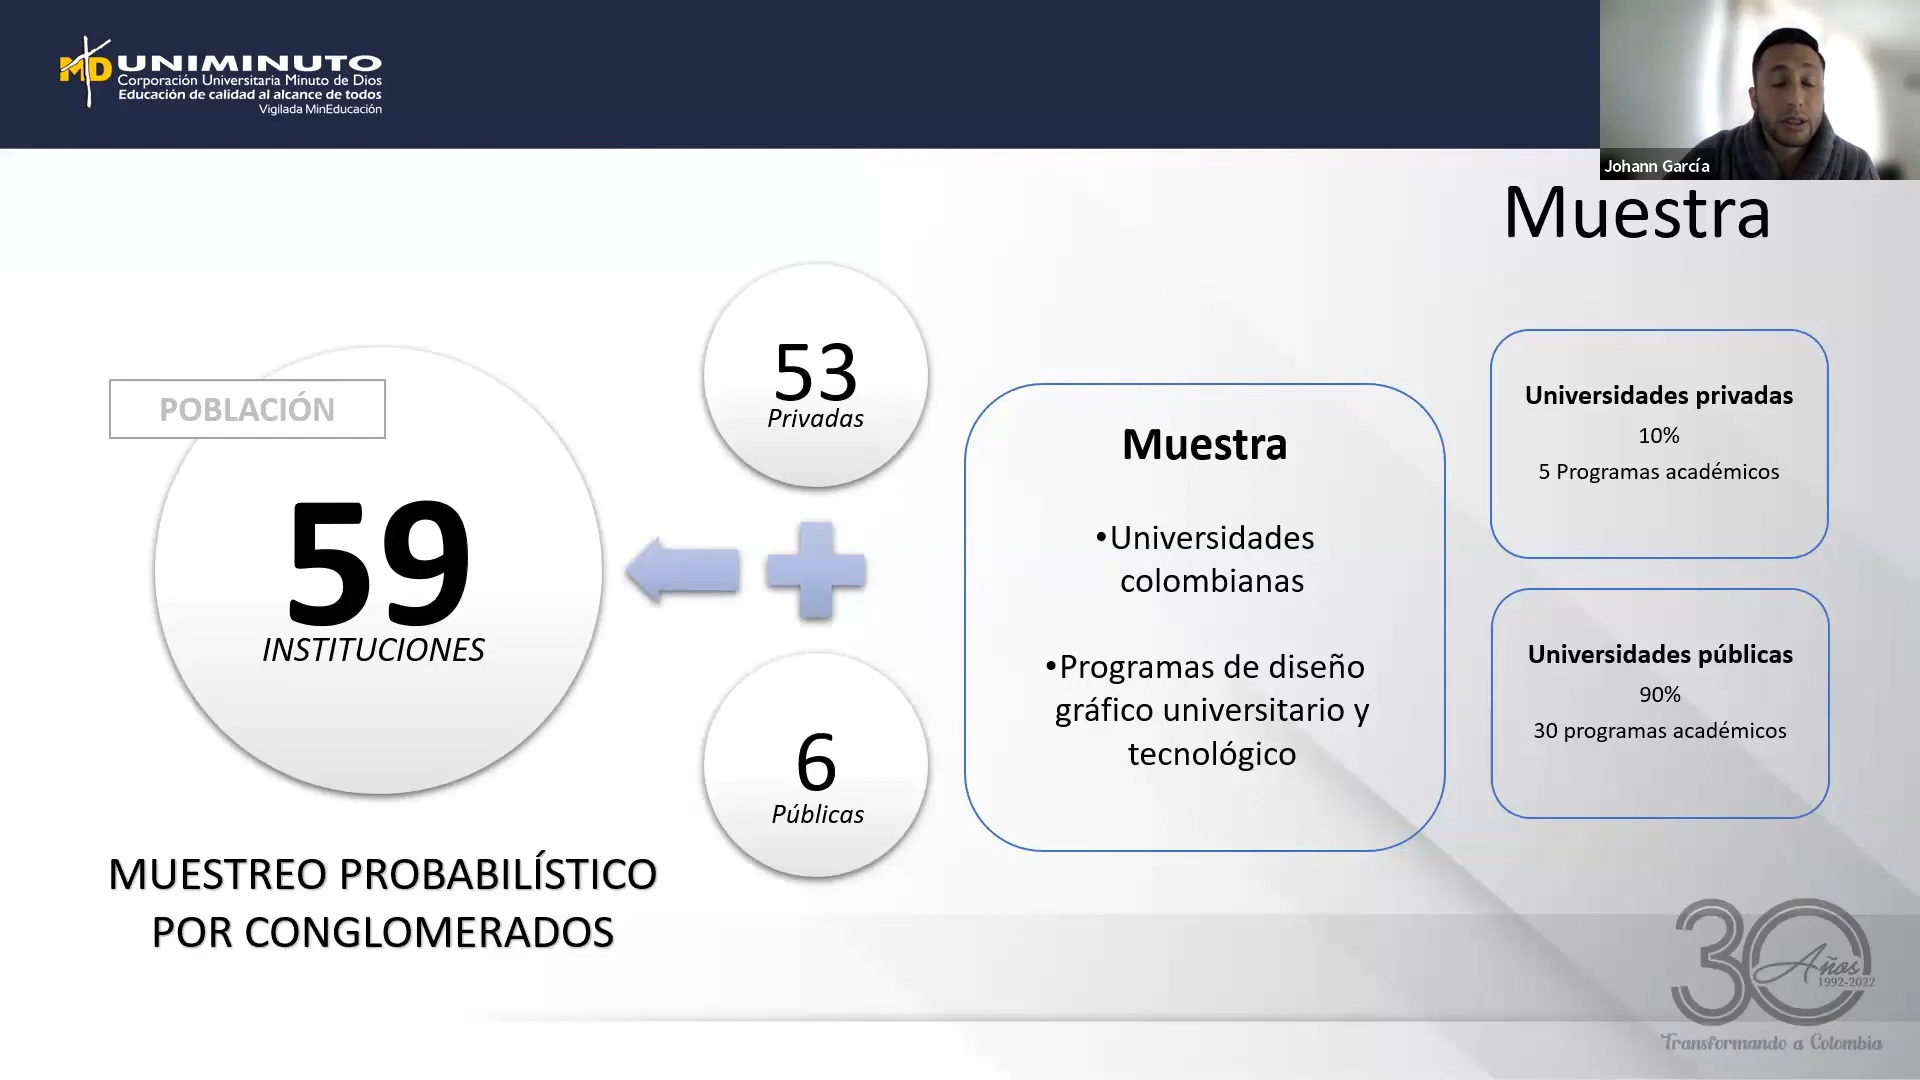 MD UNIMINUTO
Corporación Universitaria Minuto de Dios
Educación de calidad al alcance de todos
Vigilada MinEducación
Johann García
Muestra
POBLACIÓN
59
INSTITUCIONES
53
Privadas
6
Públicas
MUESTREO PROBABILÍSTICO
POR CONGLOMERADOS
Muestra
•Universidades
colombianas
•Programas de diseño
gráfico universitario y
tecnológico
Universidades privadas
10%
5 Programas académicos
Universidades públicas
90%
30 programas académicos
30
Años
1992-2022
Transformando a Colombia